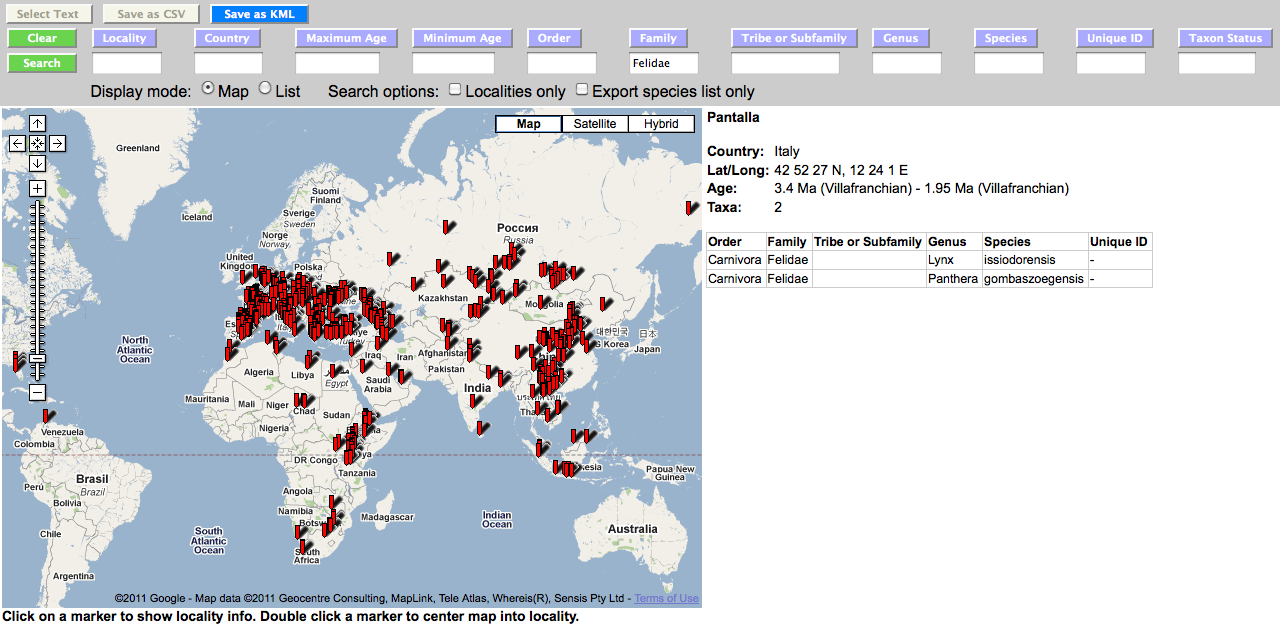 Select Text Save as CSV Save as KML
Clear Locality Country Maximum Age Minimum Age Order Family Tribe or Subfamily Genus Species Unique ID Taxon Status
Search Felidae
Display mode: Map List Search options: Localities only Export species list only
Map Satellite Hybrid
Greenland
Iceland
Suomi
Finland
Sverige
Sweden
Norge
Norway
Россия
Russia
United
Kingdom
Polska
Kazakhstan
Mongolia
대한민국
S Korea
日本
Japan
North
Atlantic
Ocean
Turkey
Iraq
Iran
Afghanistan
Pakistan
Algeria
Libya
Egypt
Saudi
Arabia
India
Mauritania
Mali
Niger
Chad
Sudan
Nigeria
Venezuela
Colombia
DR Congo
Tanzania
Papua New
Guinea
Brasil
Brazil
Perú
Bolivia
Angola
Namibia
Madagascar
Indian
Ocean
Australia
South
Atlantic
Ocean
Chile
South
Africa
Argentina
©2011 Google - Map data ©2011 Geocentre Consulting, MapLink, Tele Atlas, Whereis(R), Sensis Pty Ltd - Terms of Use
Click on a marker to show locality info. Double click a marker to center map into locality.
Pantalla
Country: Italy
Lat/Long: 42 52 27 N, 12 24 1 E
Age: 3.4 Ma (Villafranchian) - 1.95 Ma (Villafranchian)
Taxa: 2
Order Family Tribe or Subfamily Genus Species Unique ID
Carnivora Felidae Lynx issiodorensis -
Carnivora Felidae Panthera gombaszoegensis -